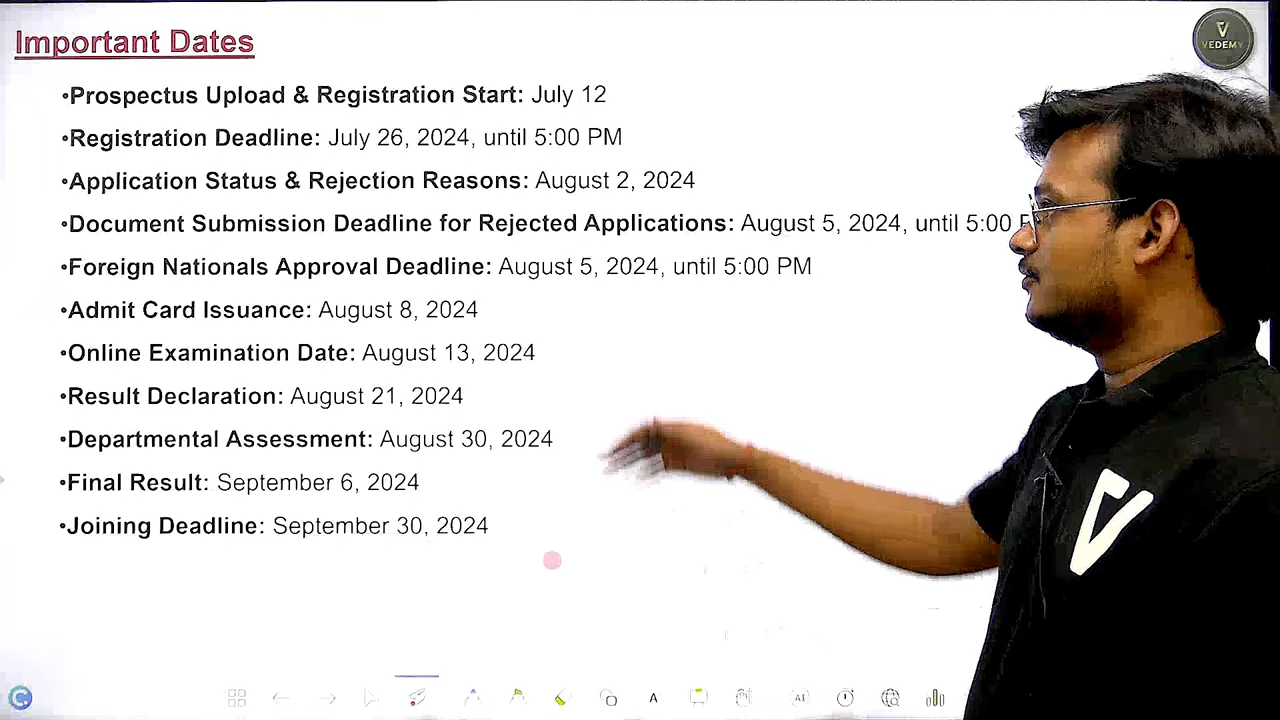 Important Dates
VEDEMY
•Prospectus Upload & Registration Start: July 12
•Registration Deadline: July 26, 2024, until 5:00 PM
•Application Status & Rejection Reasons: August 2, 2024
•Document Submission Deadline for Rejected Applications: August 5, 2024, until 5:00
•Foreign Nationals Approval Deadline: August 5, 2024, until 5:00 PM
•Admit Card Issuance: August 8, 2024
•Online Examination Date: August 13, 2024
•Result Declaration: August 21, 2024
•Departmental Assessment: August 30, 2024
•Final Result: September 6, 2024
•Joining Deadline: September 30, 2024
A
AI